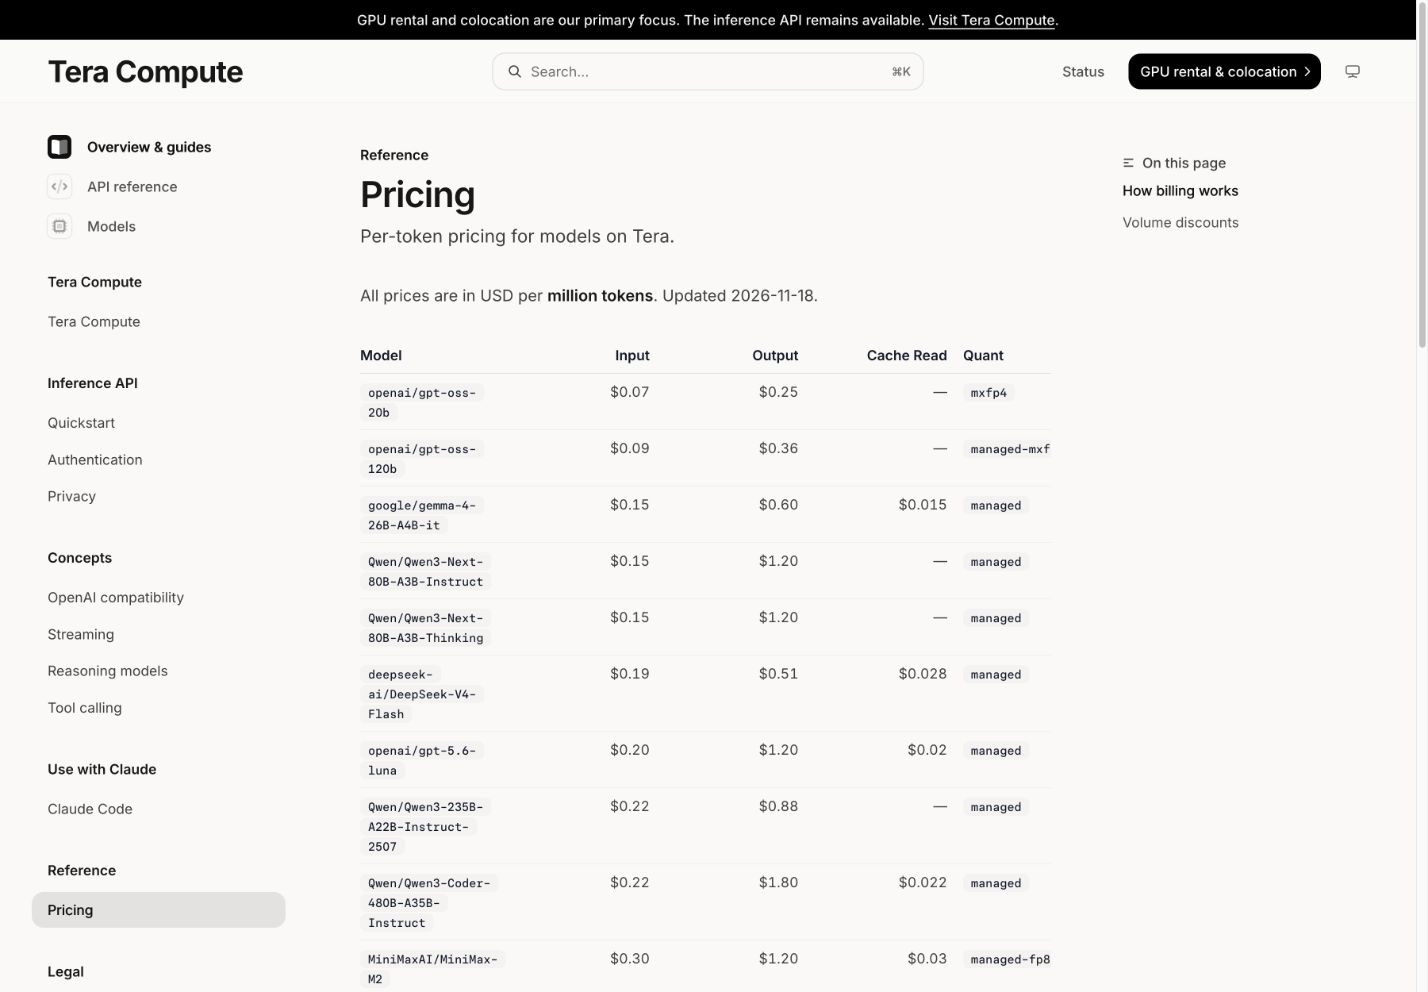 GPU rental and colocation are our primary focus. The inference API remains available. Visit Tera Compute.
Tera Compute
Search...
⌘K
Status
GPU rental & colocation
Overview & guides
API reference
Models
Tera Compute
Tera Compute
Inference API
Quickstart
Authentication
Privacy
Concepts
OpenAI compatibility
Streaming
Reasoning models
Tool calling
Use with Claude
Claude Code
Reference
Pricing
Legal
Reference
Pricing
Per-token pricing for models on Tera.
All prices are in USD per million tokens. Updated 2026-11-18.
Model Input Output Cache Read Quant
openai/gpt-oss- $0.07 $0.25 — mxfp4
20b
openai/gpt-oss- $0.09 $0.36 — managed-mxf
120b
google/gemma-4- $0.15 $0.60 $0.015 managed
26B-A4B-it
Qwen/Qwen3-Next- $0.15 $1.20 — managed
80B-A3B-Instruct
Qwen/Qwen3-Next- $0.15 $1.20 — managed
80B-A3B-Thinking
deepseek- $0.19 $0.51 $0.028 managed
ai/DeepSeek-V4-
Flash
openai/gpt-5.6- $0.20 $1.20 $0.02 managed
luna
Qwen/Qwen3-235B- $0.22 $0.88 — managed
A22B-Instruct-
2507
Qwen/Qwen3-Coder- $0.22 $1.80 $0.022 managed
480B-A35B-
Instruct
MiniMaxAI/MiniMax- $0.30 $1.20 $0.03 managed-fp8
M2
On this page
How billing works
Volume discounts